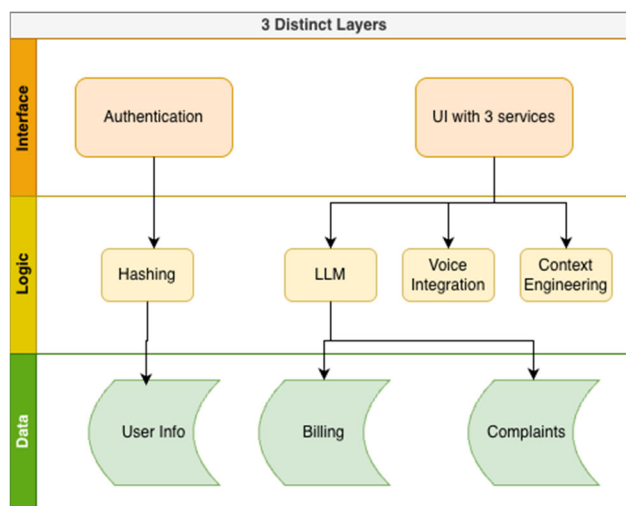 3 Distinct Layers
Interface
Authentication
UI with 3 services
Logic
Hashing
LLM
Voice
Integration
Context
Engineering
Data
User Info
Billing
Complaints